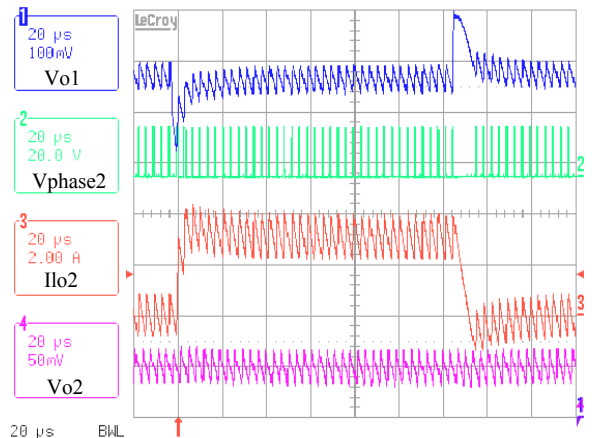 1
LeCroy
20 µs
100mV
Vo1
2
20 µs
20.0 V
Vphase2
2
3
20 µs
2.00 A
Ilo2
3
4
20 µs
50mV
Vo2
20 µs
BWL